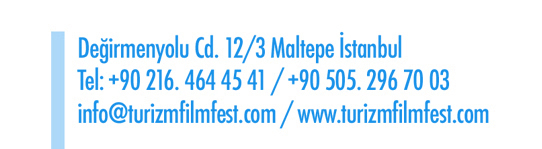 Değirmenyolu Cd. 12/3 Maltepe İstanbul
Tel: +90 216. 464 45 41 / +90 505. 296 70 03
info@turizmfilmfest.com / www.turizmfilmfest.com